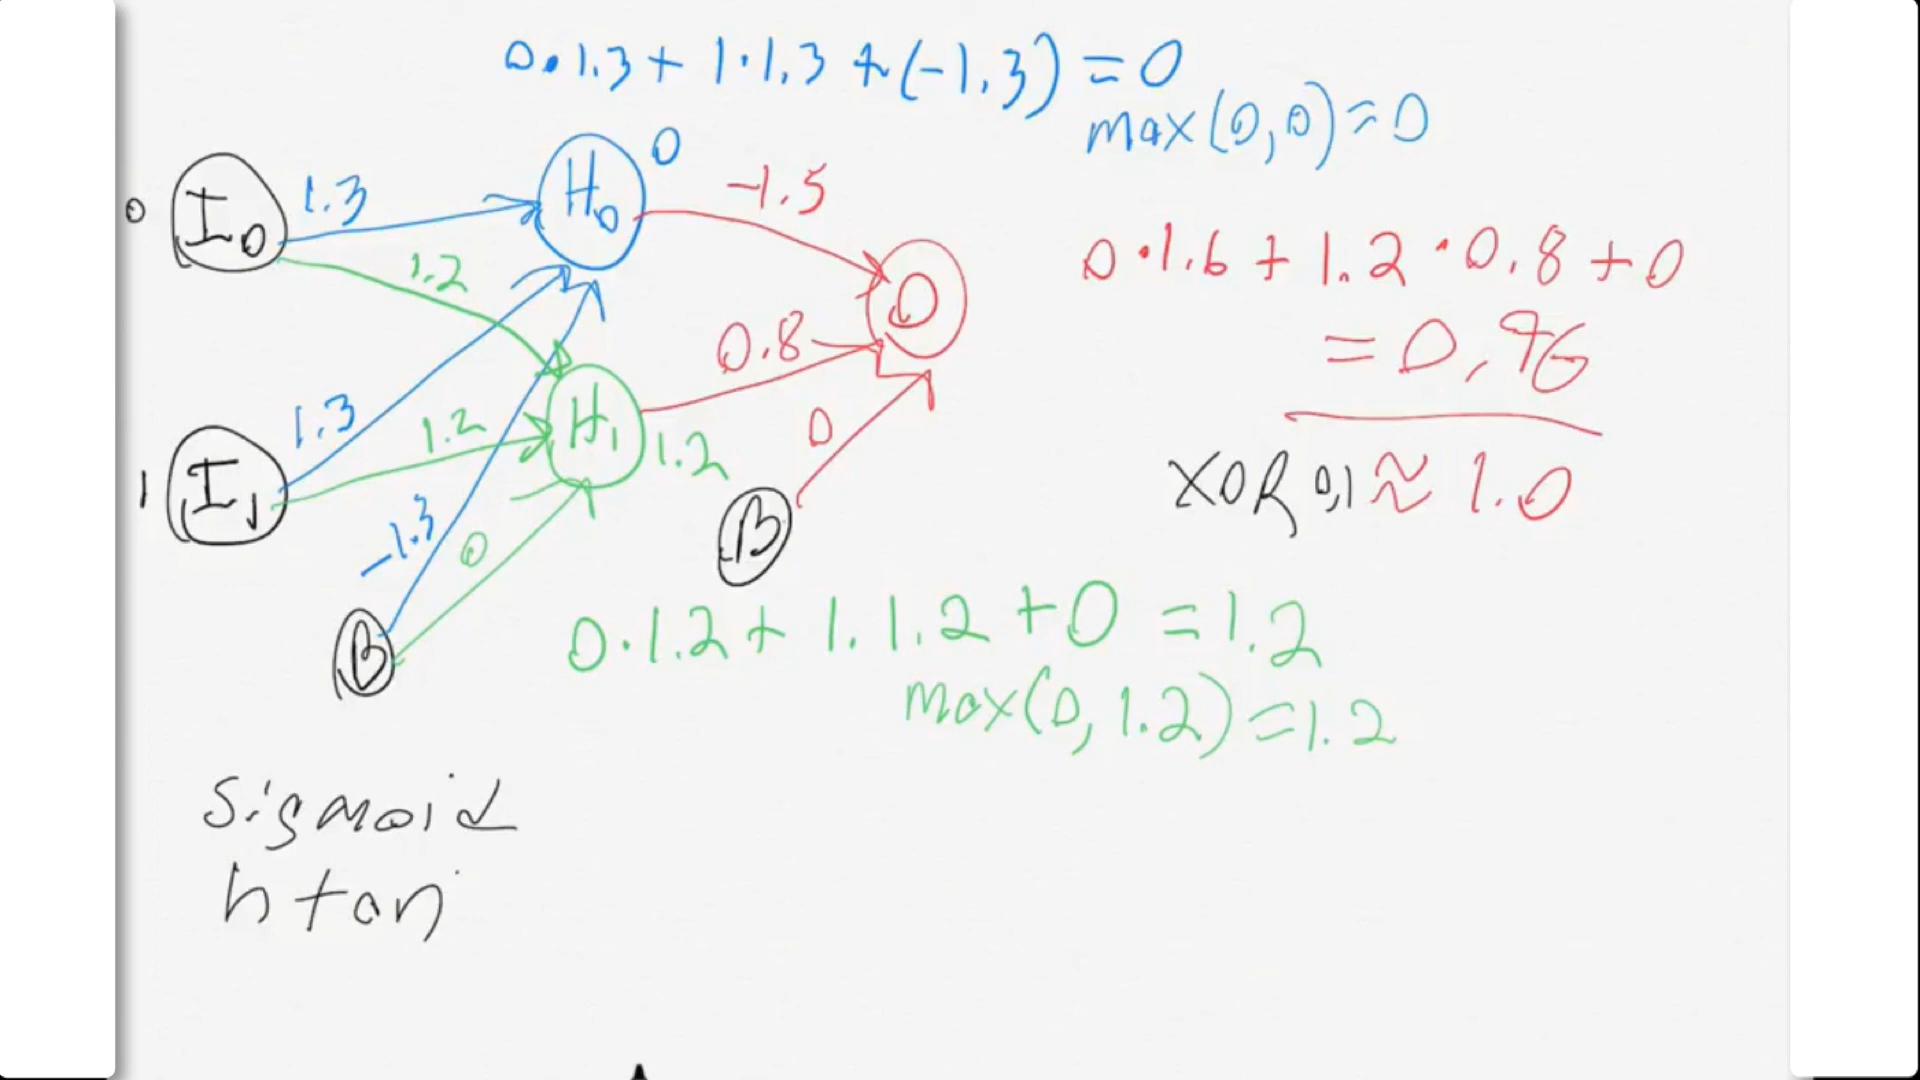 0·1.3+ 1·1.3 +(-1.3) =0
max(0,0)=0
0
I0
1.3
H0
0
-1.5
1.2
O
0·1.6+1.2·0.8+0
=0.96
0.8
1.3
1.2
H1
1.2
0
1
I1
XOR 0,1≈1.0
-1.3
0
B
B
0·1.2+ 1.1.2 +0 =1.2
max(0,1.2)=1.2
sigmoid
htan